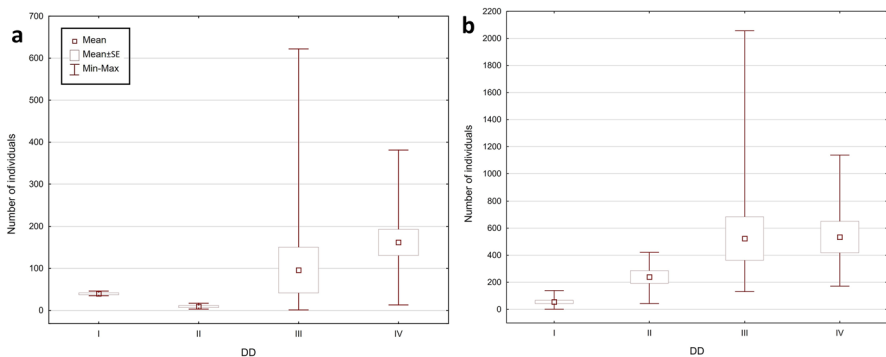 a
Number of individuals
700
600
500
400
300
200
100
0
Mean
Mean±SE
Min-Max
I II III IV
DD
b
Number of individuals
2200
2000
1800
1600
1400
1200
1000
800
600
400
200
0
I II III IV
DD